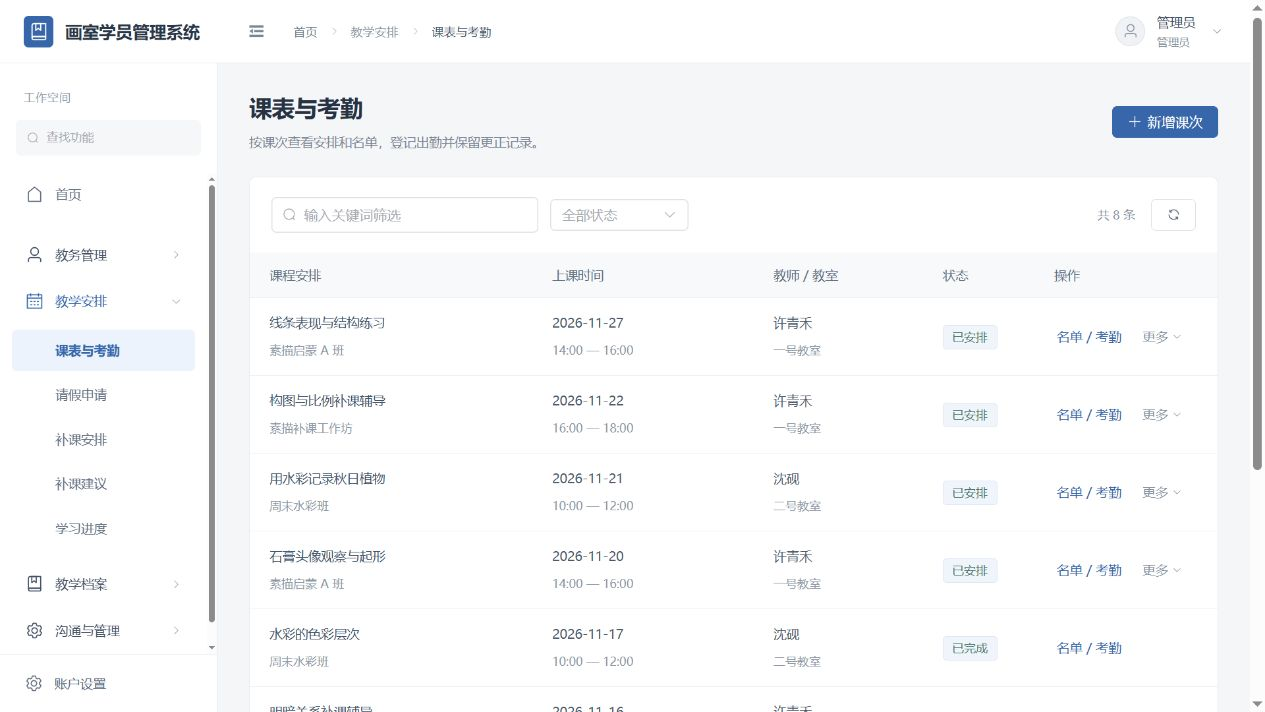 画室学员管理系统
首页 > 教学安排 > 课表与考勤
管理员
管理员
工作空间
查找功能
首页
教务管理
教学安排
课表与考勤
请假申请
补课安排
补课建议
学习进度
教学档案
沟通与管理
账户设置
课表与考勤
按课次查看安排和名单，登记出勤并保留更正记录。
+ 新增课次
输入关键词筛选 全部状态 共 8 条
课程安排 上课时间 教师 / 教室 状态 操作
线条表现与结构练习 2026-11-27 许青禾
已安排 名单 / 考勤 更多
素描启蒙 A 班 14:00 — 16:00 一号教室
构图与比例补课辅导 2026-11-22 许青禾
已安排 名单 / 考勤 更多
素描补课工作坊 16:00 — 18:00 一号教室
用水彩记录秋日植物 2026-11-21 沈砚
已安排 名单 / 考勤 更多
周末水彩班 10:00 — 12:00 二号教室
石膏头像观察与起形 2026-11-20 许青禾
已安排 名单 / 考勤 更多
素描启蒙 A 班 14:00 — 16:00 一号教室
水彩的色彩层次 2026-11-17 沈砚
已完成 名单 / 考勤
周末水彩班 10:00 — 12:00 二号教室
明暗关系补课辅导 2026-11-16 许青禾